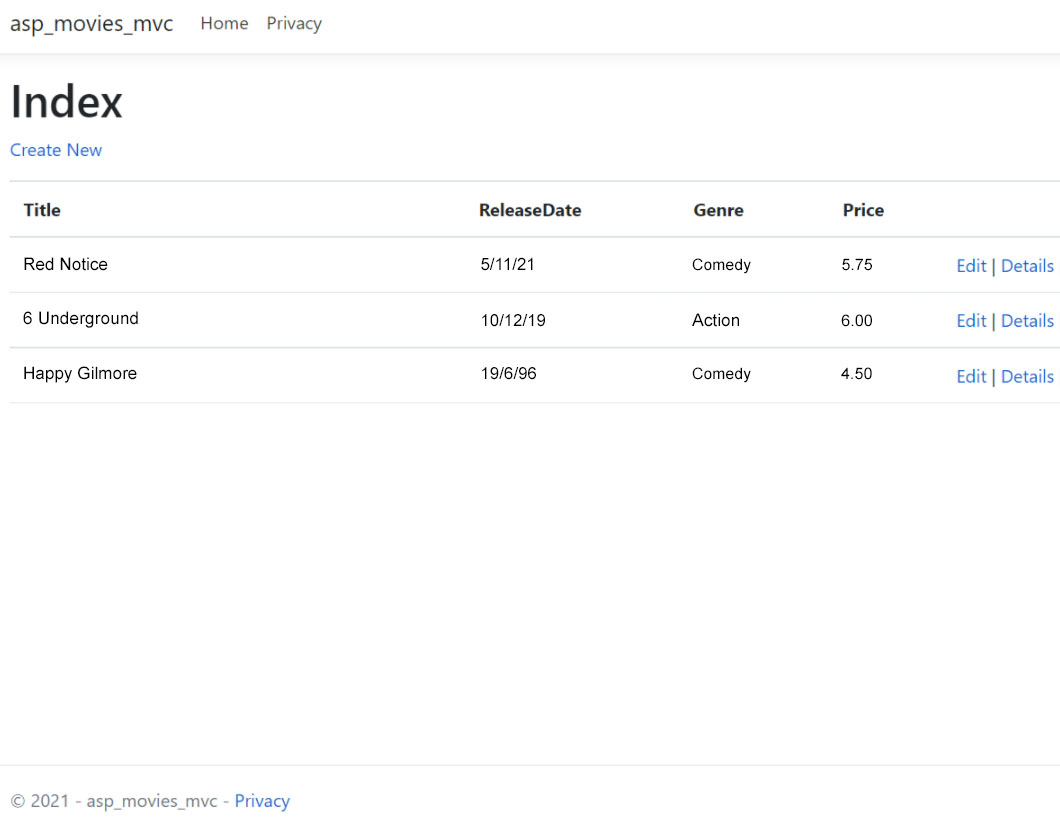 asp_movies_mvc Home Privacy
Index
Create New
Title ReleaseDate Genre Price
Red Notice 5/11/21 Comedy 5.75 Edit | Details
6 Underground 10/12/19 Action 6.00 Edit | Details
Happy Gilmore 19/6/96 Comedy 4.50 Edit | Details
© 2021 - asp_movies_mvc - Privacy